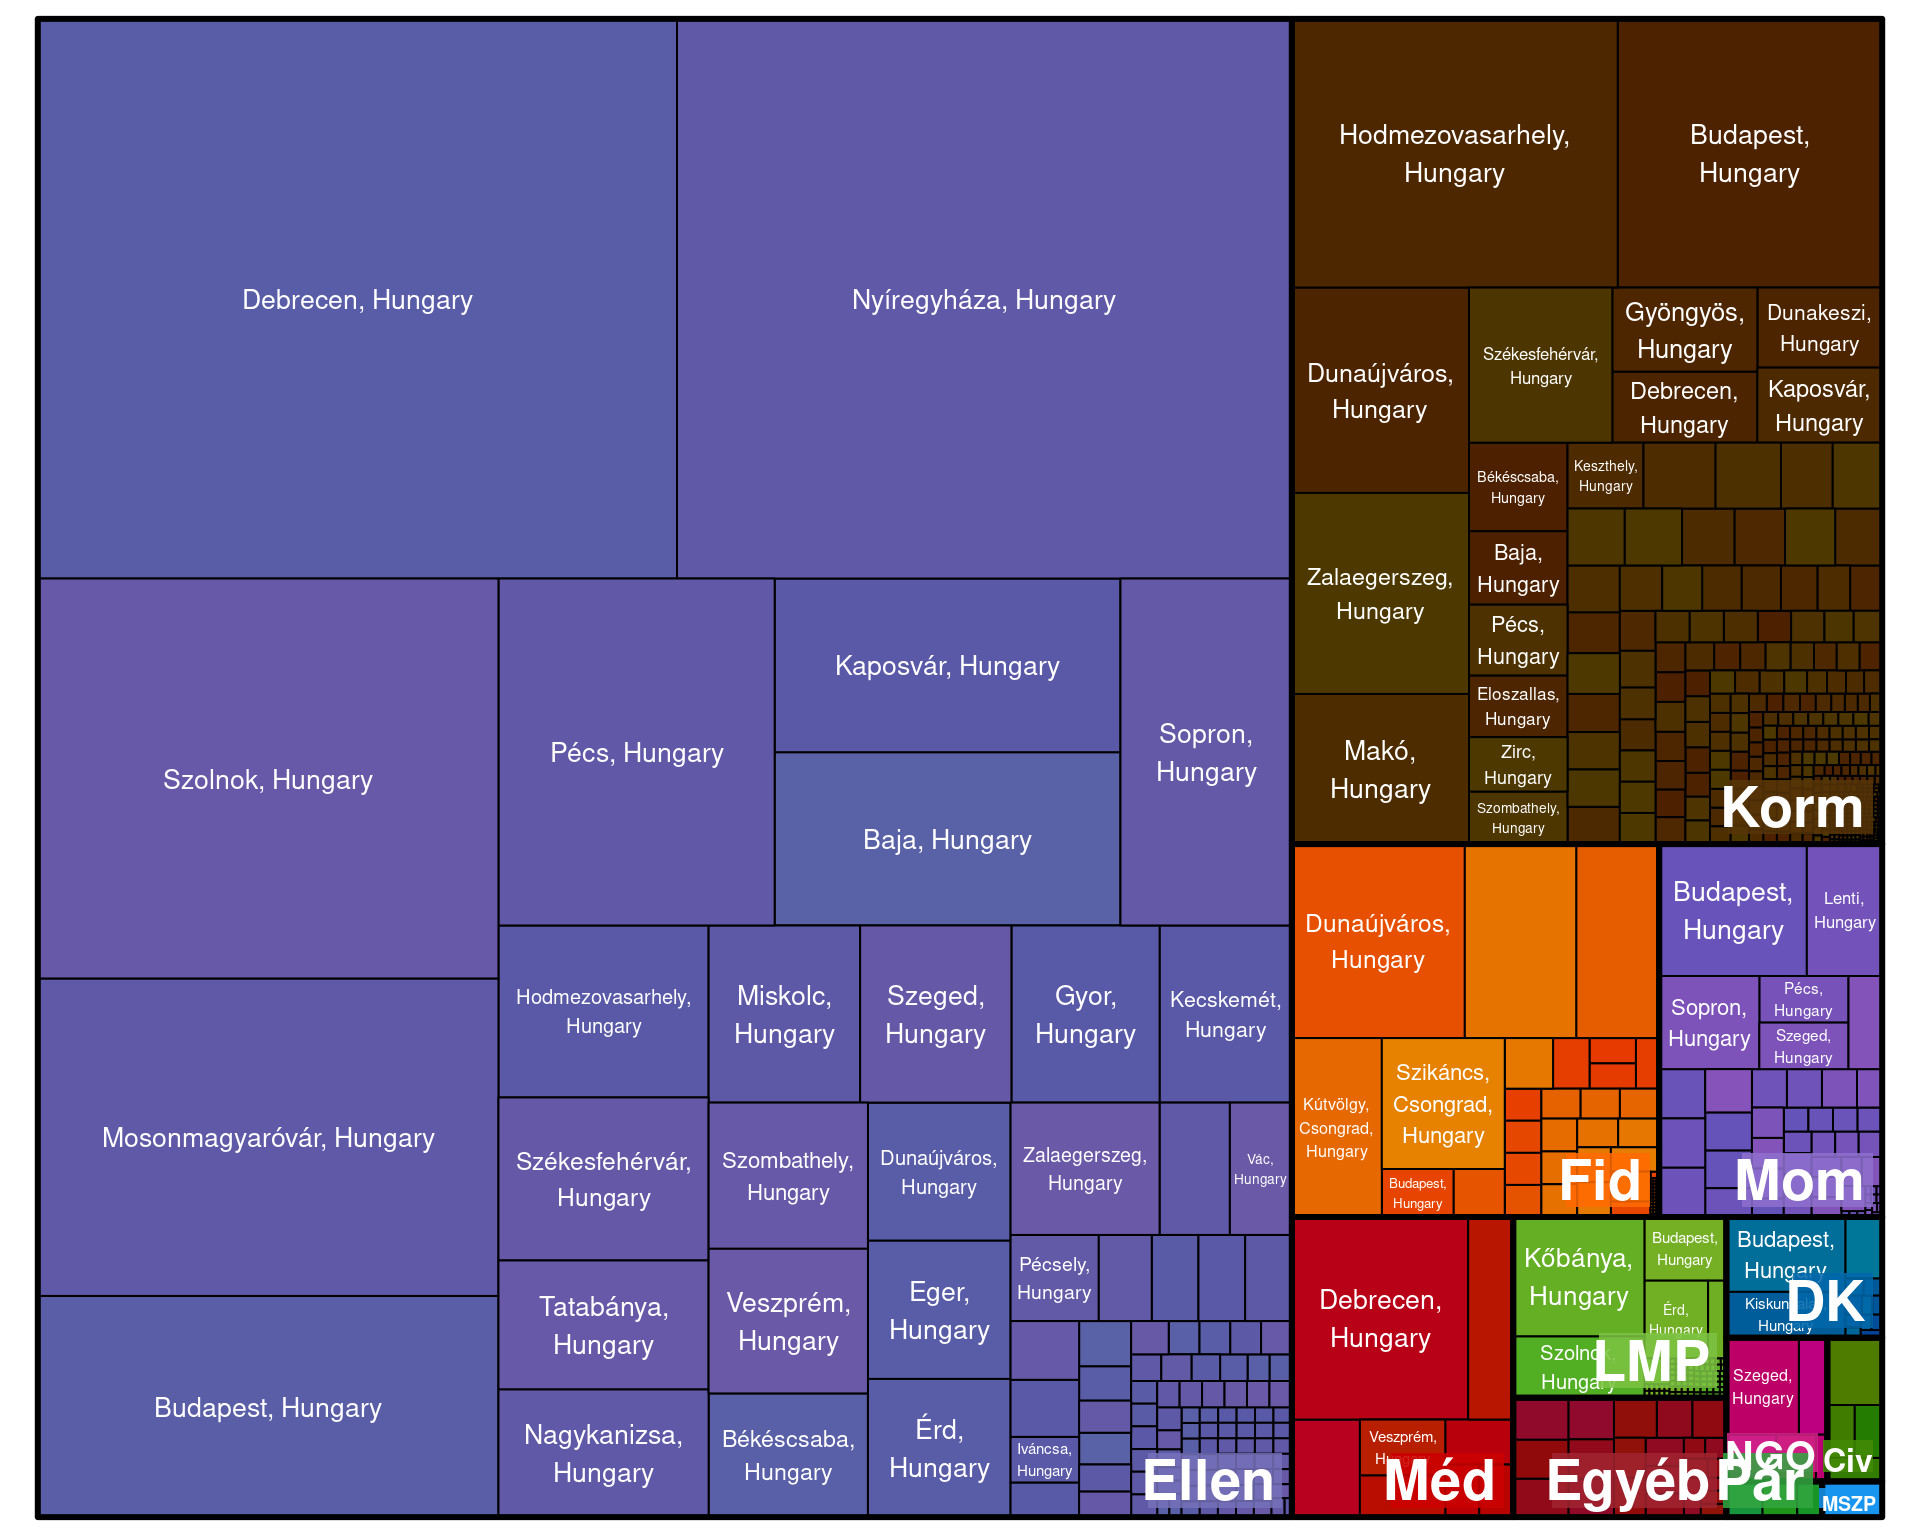 Debrecen, Hungary
Nyíregyháza, Hungary
Szolnok, Hungary
Pécs, Hungary
Kaposvár, Hungary
Baja, Hungary
Sopron,
Hungary
Mosonmagyaróvár, Hungary
Budapest, Hungary
Hodmezovasarhely,
Hungary
Miskolc,
Hungary
Szeged,
Hungary
Gyor,
Hungary
Kecskemét,
Hungary
Székesfehérvár,
Hungary
Szombathely,
Hungary
Dunaújváros,
Hungary
Zalaegerszeg,
Hungary
Vác,
Hungary
Tatabánya,
Hungary
Veszprém,
Hungary
Eger,
Hungary
Pécsely,
Hungary
Nagykanizsa,
Hungary
Békéscsaba,
Hungary
Érd,
Hungary
Iváncsa,
Hungary
Ellen
Hodmezovasarhely,
Hungary
Budapest,
Hungary
Dunaújváros,
Hungary
Székesfehérvár,
Hungary
Gyöngyös,
Hungary
Dunakeszi,
Hungary
Debrecen,
Hungary
Kaposvár,
Hungary
Békéscsaba,
Hungary
Keszthely,
Hungary
Zalaegerszeg,
Hungary
Baja,
Hungary
Pécs,
Hungary
Eloszallas,
Hungary
Makó,
Hungary
Zirc,
Hungary
Szombathely,
Hungary
Korm
Dunaújváros,
Hungary
Kútvölgy,
Csongrad,
Hungary
Szikáncs,
Csongrad,
Hungary
Budapest,
Hungary
Fid
Budapest,
Hungary
Lenti,
Hungary
Sopron,
Hungary
Pécs,
Hungary
Szeged,
Hungary
Mom
Debrecen,
Hungary
Veszprém,
Méd
Kőbánya,
Hungary
Budapest,
Hungary
Érd,
Hungary
Szolnok,
Hungary
LMP
Budapest,
Hungary
Hungary
DK
Szeged,
Hungary
NGO
Civ
Egyéb
Pár
MSZP